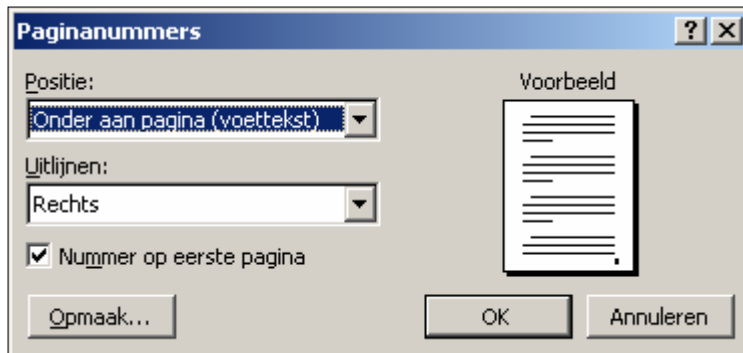 Paginanummers
Positie:
Onder aan pagina (voettekst)
Uitlijnen:
Rechts
Nummer op eerste pagina
Opmaak...
Voorbeeld
OK
Annuleren